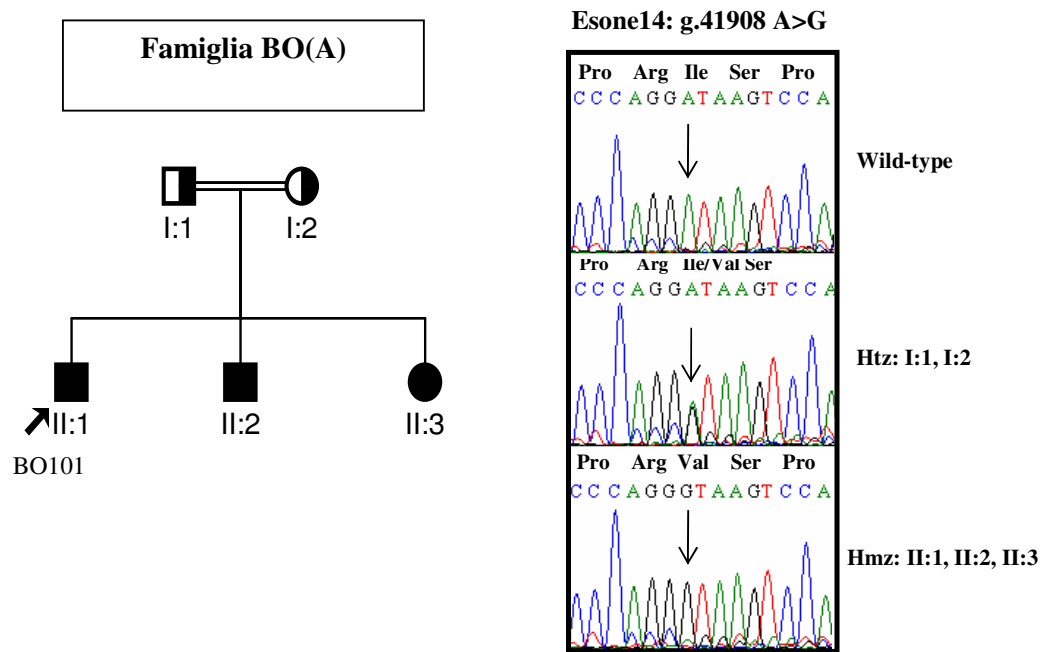 Famiglia BO(A)
I:1
I:2
II:1
II:2
II:3
BO101
Esone14: g.41908 A>G
Pro Arg Ile Ser Pro
C C C A G G A T A A G T C C A
Wild-type
Pro Arg Ile/Val Ser
C C C A G G A T A A G T C C A
Htz: I:1, I:2
Pro Arg Val Ser Pro
C C C A G G G T A A G T C C A
Hmz: II:1, II:2, II:3